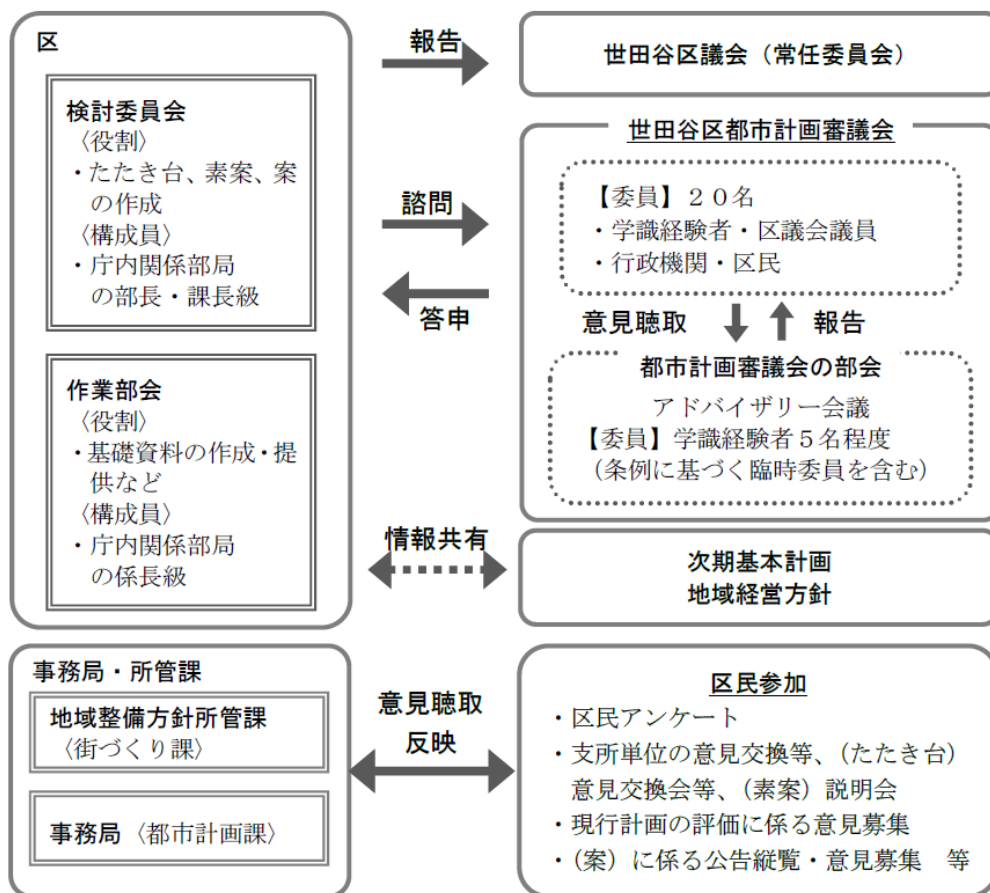 区
検討委員会
〈役割〉
・たたき台、素案、案
の作成
〈構成員〉
・庁内関係部局
の部長・課長級
作業部会
〈役割〉
・基礎資料の作成・提
供など
〈構成員〉
・庁内関係部局
の係長級
報告
諮問
答申
情報共有
世田谷区議会（常任委員会）
世田谷区都市計画審議会
【委員】２０名
・学識経験者・区議会議員
・行政機関・区民
意見聴取
報告
都市計画審議会の部会
アドバイザリー会議
【委員】学識経験者５名程度
（条例に基づく臨時委員を含む）
次期基本計画
地域経営方針
事務局・所管課
地域整備方針所管課
〈街づくり課〉
事務局〈都市計画課〉
意見聴取
反映
区民参加
・区民アンケート
・支所単位の意見交換等、（たたき台）
意見交換会等、（素案）説明会
・現行計画の評価に係る意見募集
・（案）に係る公告縦覧・意見募集　等